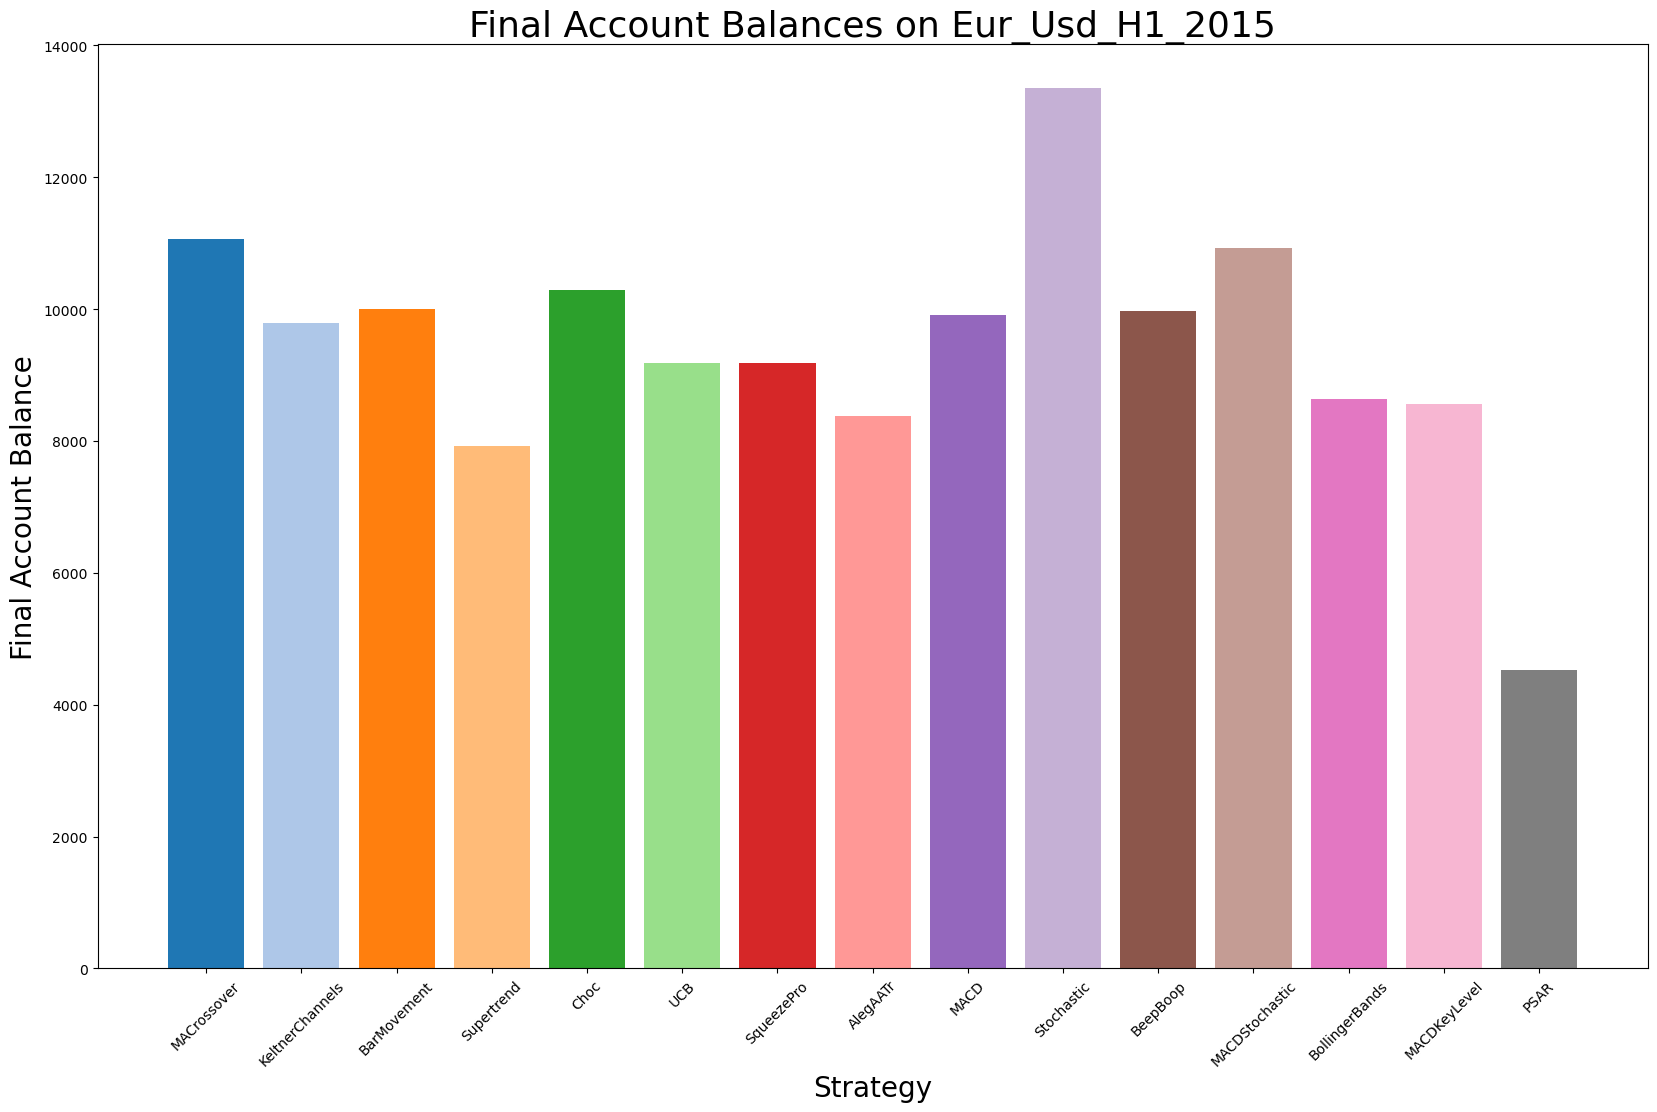 Final Account Balances on Eur_Usd_H1_2015
Final Account Balance
14000
12000
10000
8000
6000
4000
2000
0
MACrossover
KeltnerChannels
BarMovement
Supertrend
Choc
UCB
SqueezePro
AlegAATr
MACD
Stochastic
BeepBoop
MACDStochastic
BollingerBands
MACDKeyLevel
PSAR
Strategy